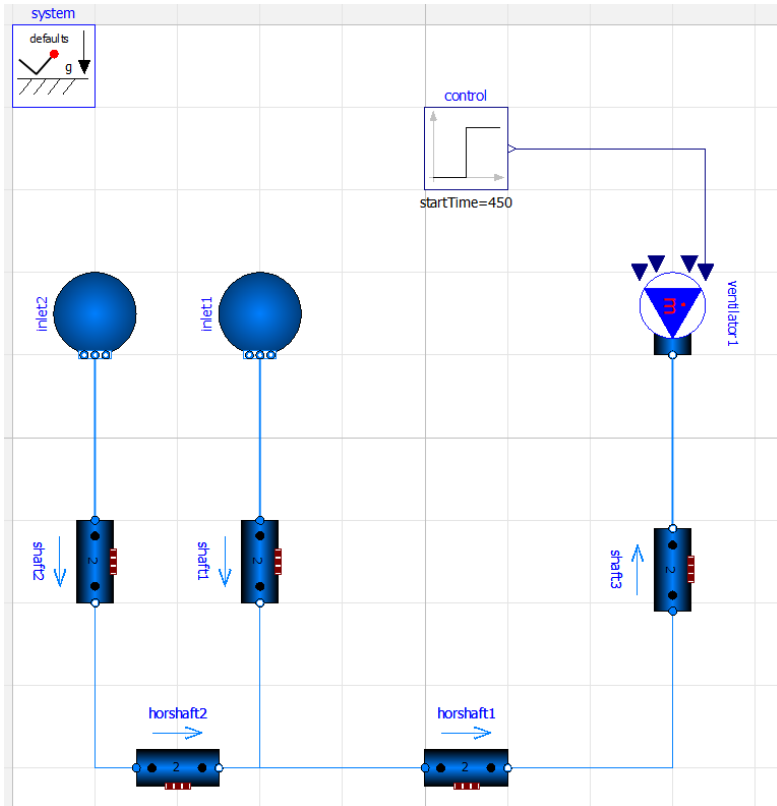 system
defaults
g
control
startTime=450
inlet2
inlet1
ṁ
ventilator1
shaft2
2
shaft1
2
shaft3
2
horshaft2
2
horshaft1
2